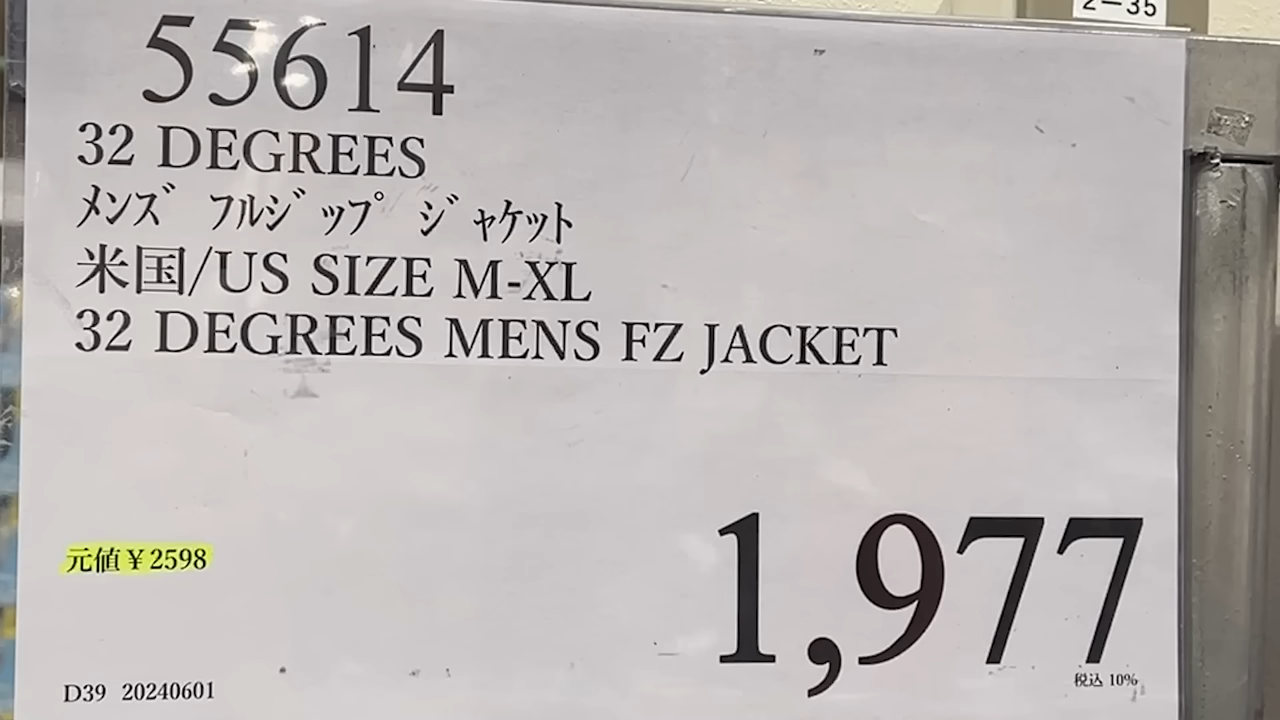 2-35
55614
32 DEGREES
ﾒﾝｽﾞ ﾌﾙｼﾞｯﾌﾟ ｼﾞｬｹｯﾄ
米国/US SIZE M-XL
32 DEGREES MENS FZ JACKET
元値￥2598
1,977
税込 10%
D39 20240601